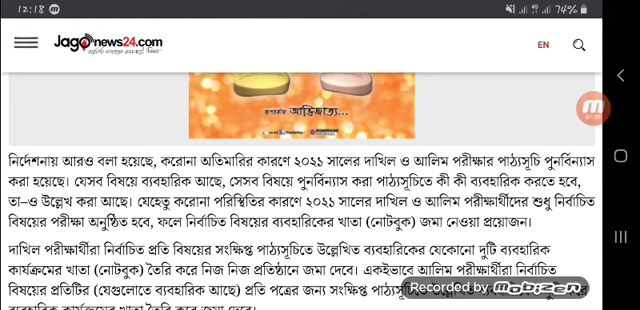 12:18
74%
Jagonews24.com
EN
আভিজাত্য...
নির্দেশনায় আরও বলা হয়েছে, করোনা অতিমারির কারণে ২০২১ সালের দাখিল ও আলিম পরীক্ষার পাঠ্যসূচি পুনর্বিন্যাস
করা হয়েছে। যেসব বিষয়ে ব্যবহারিক আছে, সেসব বিষয়ে পুনর্বিন্যাস করা পাঠ্যসূচিতে কী কী ব্যবহারিক করতে হবে,
তা-ও উল্লেখ করা আছে। যেহেতু করোনা পরিস্থিতির কারণে ২০২১ সালের দাখিল ও আলিম পরীক্ষার্থীদের শুধু নির্বাচিত
বিষয়ের পরীক্ষা অনুষ্ঠিত হবে, ফলে নির্বাচিত বিষয়ের ব্যবহারিকের খাতা (নোটবুক) জমা নেওয়া প্রয়োজন।
দাখিল পরীক্ষার্থীরা নির্বাচিত প্রতি বিষয়ের সংক্ষিপ্ত পাঠ্যসূচিতে উল্লেখিত ব্যবহারিকের যেকোনো দুটি ব্যবহারিক
কার্যক্রমের খাতা (নোটবুক) তৈরি করে নিজ নিজ প্রতিষ্ঠানে জমা দেবে। একইভাবে আলিম পরীক্ষার্থীরা নির্বাচিত
বিষয়ের প্রতিটির (যেগুলোতে ব্যবহারিক আছে) প্রতি পত্রের জন্য সংক্ষিপ্ত
Recorded by mobizen